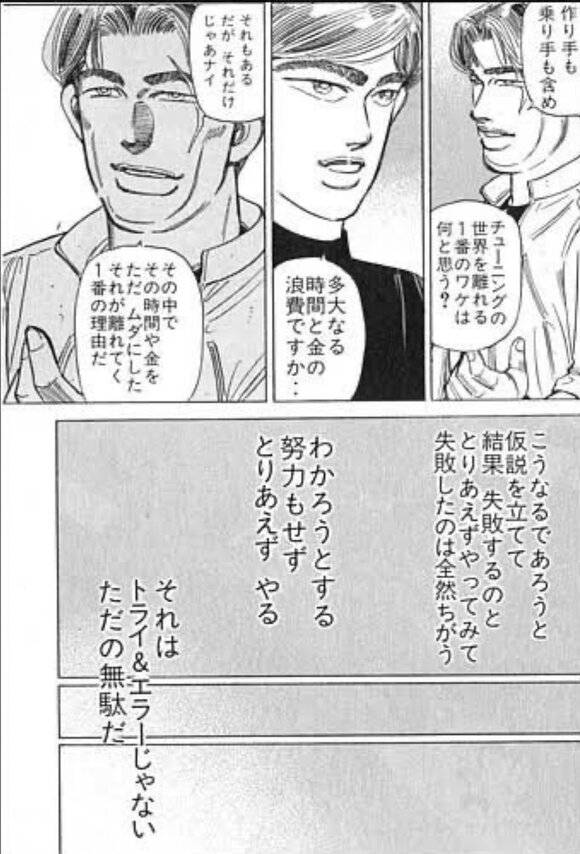 作り手も
乗り手も含め
チューニングの
世界を離れる
1番のワケは
何と思う？
多大なる
時間と金の
浪費ですか‥
それもある
だが それだけ
じゃあナイ
その中で
その時間や金を
ただ ムダにした
それが離れてく
1番の理由だ
こうなるであろうと
仮説を立てて
結果 失敗するのと
とりあえずやってみて
失敗したのは全然ちがう
わかろうとする
努力もせず
とりあえず やる
それは
トライ＆エラーじゃない
ただの無駄だ